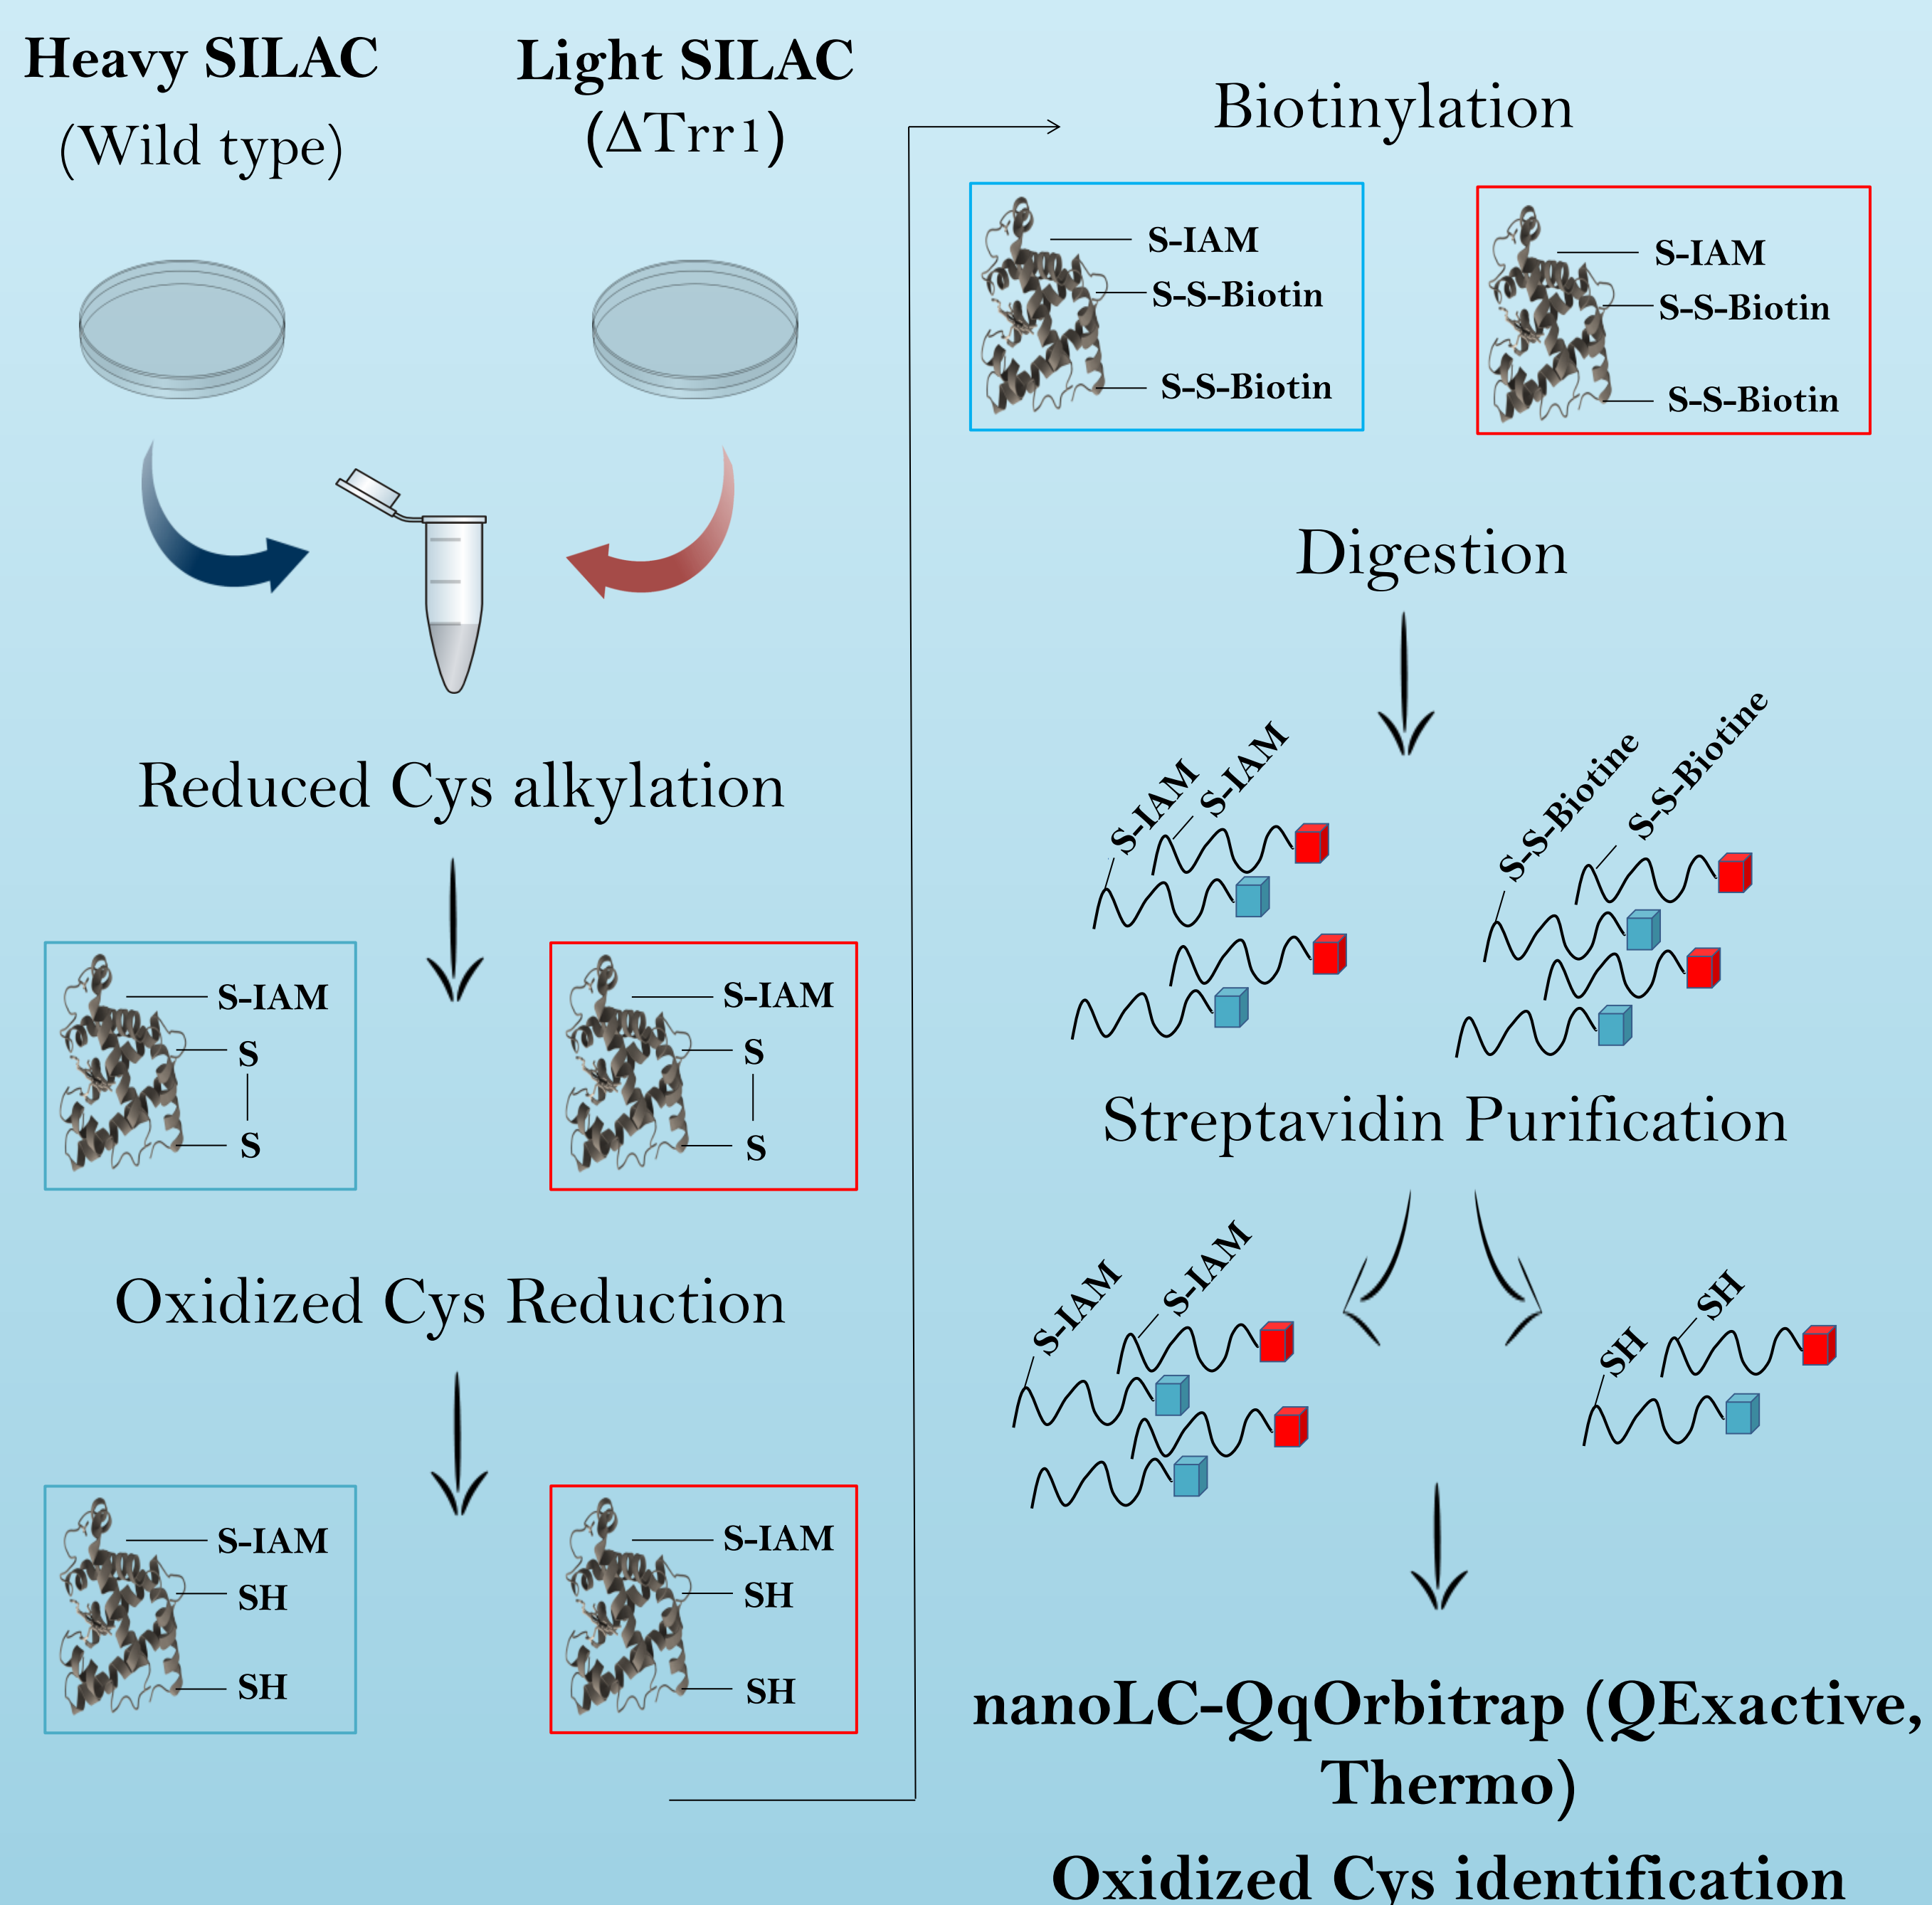 Heavy SILAC
(Wild type)
Light SILAC
(ΔTrr1)
Reduced Cys alkylation
S-IAM
S
S
S-IAM
S
S
Oxidized Cys Reduction
S-IAM
SH
SH
S-IAM
SH
SH
Biotinylation
S-IAM
S-S-Biotin
S-S-Biotin
S-IAM
S-S-Biotin
S-S-Biotin
Digestion
S-IAM
S-IAM
S-S-Biotine
S-S-Biotine
Streptavidin Purification
S-IAM
S-IAM
SH
SH
nanoLC-QqOrbitrap (QExactive,
Thermo)
Oxidized Cys identification